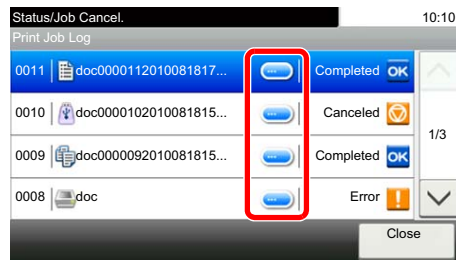 Status/Job Cancel. 10:10
Print Job Log
0011 doc0000112010081817... ... Completed OK
0010 doc0000102010081815... ... Canceled
0009 doc0000092010081815... ... Completed OK
1/3
0008 doc ... Error !
Close